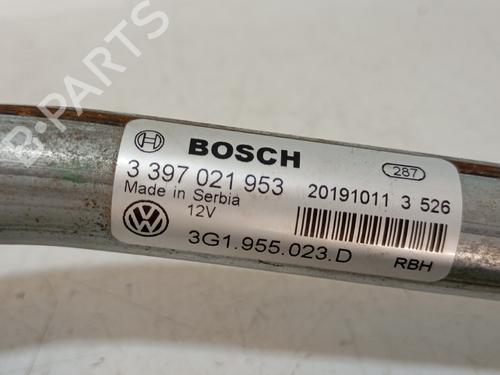 B-PARTS
BOSCH
287
3 397 021 953
20191011 3 526
Made in Serbia
12V
3G1.955.023.D
RBH